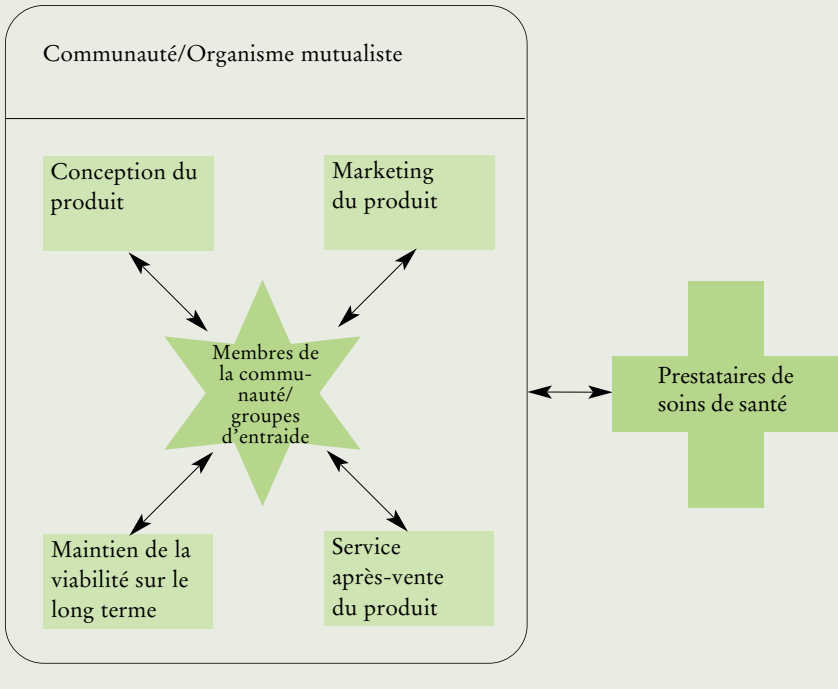 Communauté/Organisme mutualiste
Conception du
produit
Marketing
du produit
Membres de
la commu-
nauté/
groupes
d'entraide
Prestataires de
soins de santé
Maintien de la
viabilité sur le
long terme
Service
après-vente
du produit